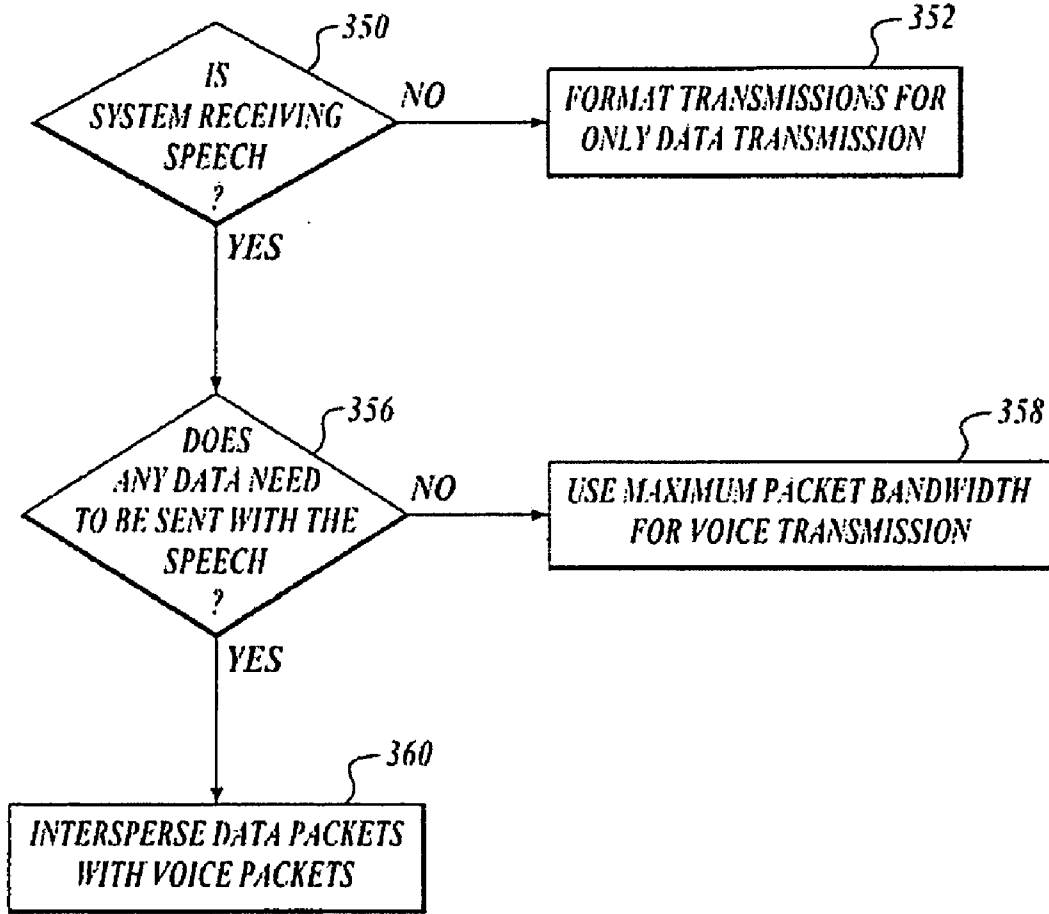 350
IS
SYSTEM RECEIVING
SPEECH
?
NO
352
FORMAT TRANSMISSIONS FOR
ONLY DATA TRANSMISSION
YES
356
DOES
ANY DATA NEED
TO BE SENT WITH THE
SPEECH
?
NO
358
USE MAXIMUM PACKET BANDWIDTH
FOR VOICE TRANSMISSION
YES
360
INTERSPERSE DATA PACKETS
WITH VOICE PACKETS